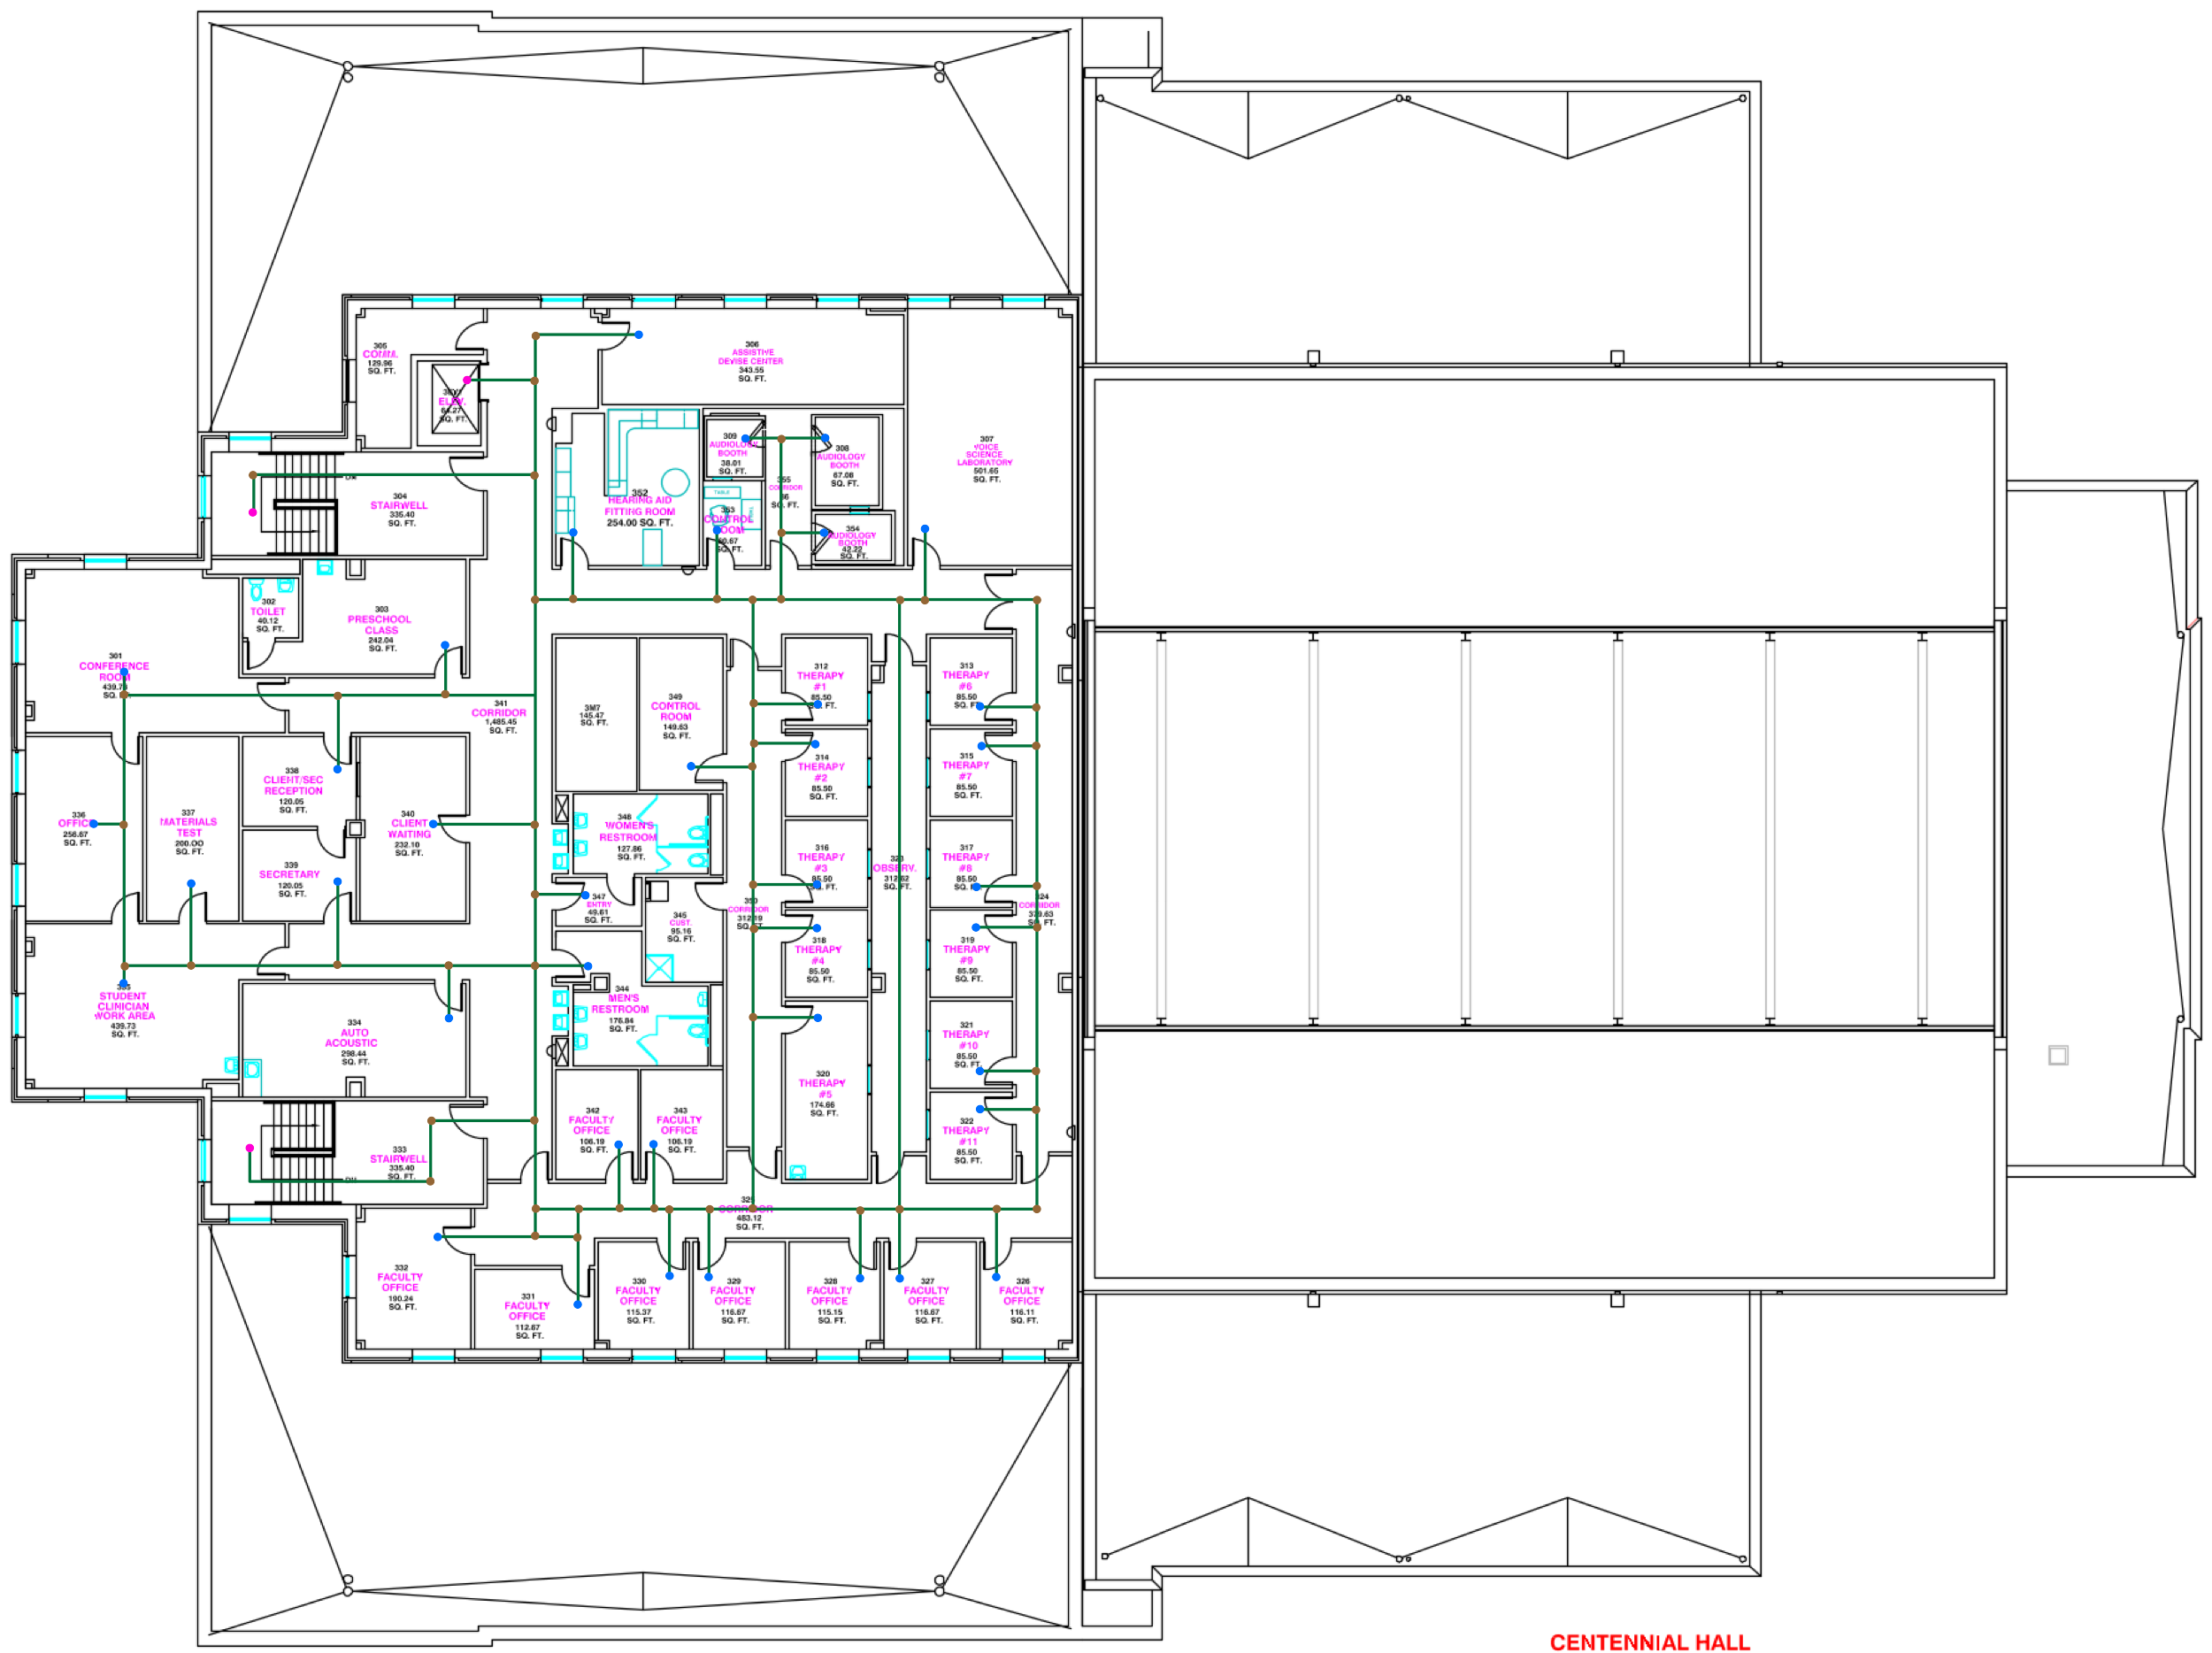 305
COMM.
129.96
SQ. FT.
ELEV.
SQ. FT.
306
ASSISTIVE
DEVISE CENTER
343.55
SQ. FT.
304
STAIRWELL
335.40
SQ. FT.
352
HEARING AID
FITTING ROOM
254.00 SQ. FT.
309
AUDIOLOGY
BOOTH
38.01
SQ. FT.
TABLE
CONTROL
ROOM
SQ. FT.
CORRIDOR
SQ. FT.
308
AUDIOLOGY
BOOTH
67.08
SQ. FT.
354
AUDIOLOGY
BOOTH
42.22
SQ. FT.
307
VOICE
SCIENCE
LABORATORY
501.65
SQ. FT.
302
TOILET
40.12
SQ. FT.
303
PRESCHOOL
CLASS
242.04
SQ. FT.
301
CONFERENCE
ROOM
439.73
SQ.
341
CORRIDOR
1,485.45
SQ. FT.
3M7
145.47
SQ. FT.
349
CONTROL
ROOM
149.63
SQ. FT.
312
THERAPY
#1
85.50
SQ. FT.
313
THERAPY
#6
85.50
SQ. FT.
314
THERAPY
#2
85.50
SQ. FT.
315
THERAPY
#7
85.50
SQ. FT.
336
OFFICE
256.67
SQ. FT.
337
MATERIALS
TEST
200.OO
SQ. FT.
338
CLIENT/SEC
RECEPTION
120.05
SQ. FT.
340
CLIENT
WAITING
232.10
SQ. FT.
339
SECRETARY
120.05
SQ. FT.
348
WOMEN'S
RESTROOM
127.86
SQ. FT.
316
THERAPY
#3
85.50
SQ. FT.
OBSERV.
312.62
SQ. FT.
317
THERAPY
#8
85.50
SQ. FT.
347
ENTRY
49.61
SQ. FT.
345
CUST.
95.16
SQ. FT.
CORRIDOR
SQ. FT.
324
CORRIDOR
SQ. FT.
318
THERAPY
#4
85.50
SQ. FT.
319
THERAPY
#9
85.50
SQ. FT.
STUDENT
CLINICIAN
WORK AREA
439.73
SQ. FT.
334
AUTO
ACOUSTIC
298.44
SQ. FT.
344
MEN'S
RESTROOM
176.84
SQ. FT.
321
THERAPY
#10
85.50
SQ. FT.
320
THERAPY
#5
174.66
SQ. FT.
342
FACULTY
OFFICE
106.19
SQ. FT.
343
FACULTY
OFFICE
106.19
SQ. FT.
322
THERAPY
#11
85.50
SQ. FT.
333
STAIRWELL
335.40
SQ. FT.
CORRIDOR
483.12
SQ. FT.
332
FACULTY
OFFICE
190.24
SQ. FT.
331
FACULTY
OFFICE
112.67
SQ. FT.
330
FACULTY
OFFICE
115.37
SQ. FT.
329
FACULTY
OFFICE
116.67
SQ. FT.
328
FACULTY
OFFICE
115.15
SQ. FT.
327
FACULTY
OFFICE
116.67
SQ. FT.
326
FACULTY
OFFICE
116.11
SQ. FT.
CENTENNIAL HALL